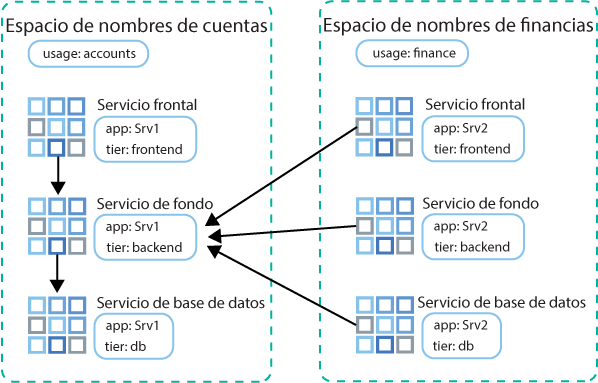 Espacio de nombres de cuentas
usage: accounts
Servicio frontal
app: Srv1
tier: frontend
Servicio de fondo
app: Srv1
tier: backend
Servicio de base de datos
app: Srv1
tier: db
Espacio de nombres de financias
usage: finance
Servicio frontal
app: Srv2
tier: frontend
Servicio de fondo
app: Srv2
tier: backend
Servicio de base de datos
app: Srv2
tier: db